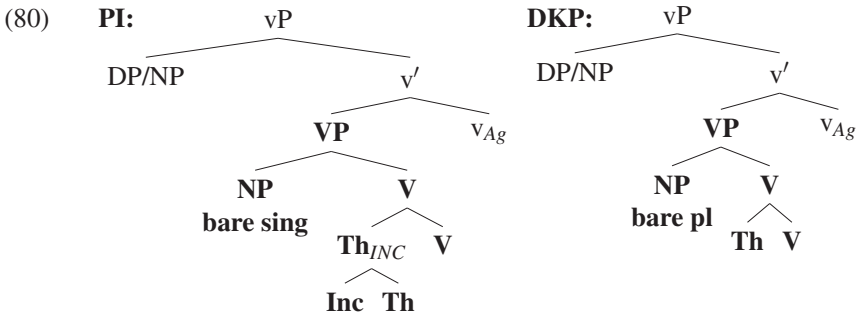 (80) PI: vP DKP: vP
DP/NP v′ DP/NP v′
VP v_Ag VP v_Ag
NP V NP V
bare sing bare pl
Th_INC V Th V
Inc Th